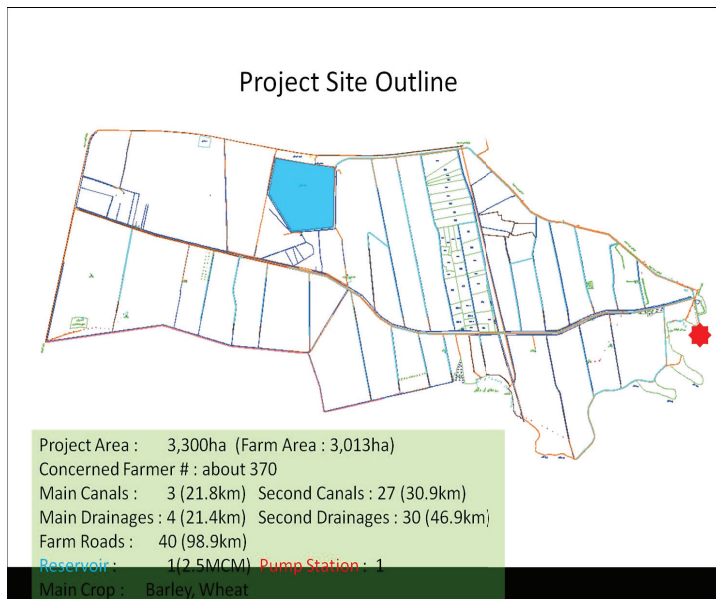 Project Site Outline
Project Area : 3,300ha (Farm Area : 3,013ha)
Concerned Farmer # : about 370
Main Canals : 3 (21.8km) Second Canals : 27 (30.9km)
Main Drainages : 4 (21.4km) Second Drainages : 30 (46.9km)
Farm Roads : 40 (98.9km)
Reservoir : 1(2.5MCM) Pump Station : 1
Main Crop : Barley, Wheat